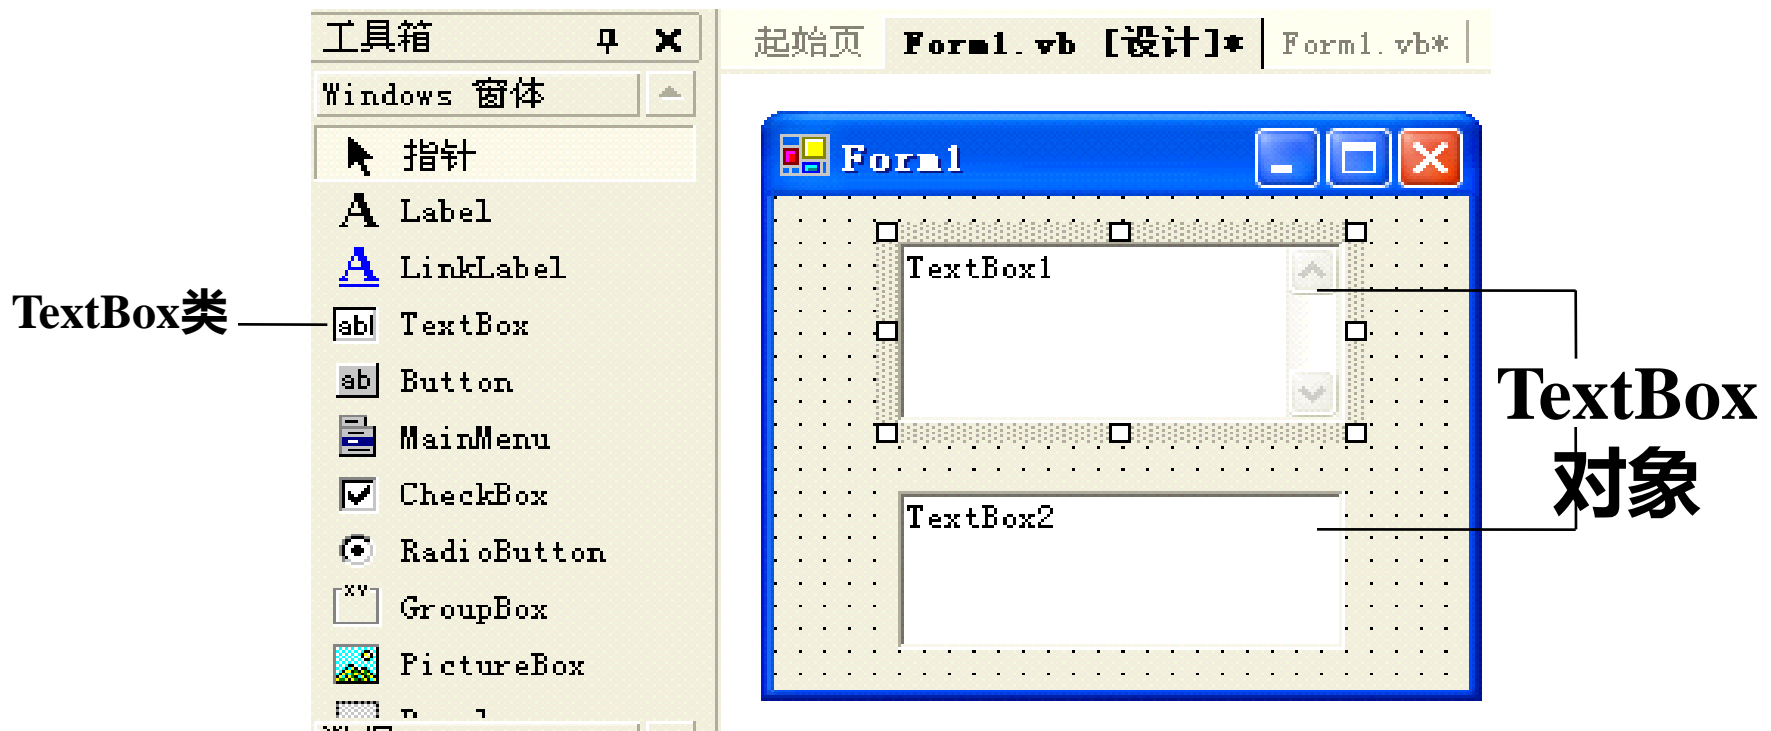 工具箱
Windows 窗体
指针
Label
LinkLabel
TextBox
Button
MainMenu
CheckBox
RadioButton
GroupBox
PictureBox
TextBox类
起始页 Form1.vb [设计]* Form1.vb*
Form1
TextBox1
TextBox2
TextBox
对象